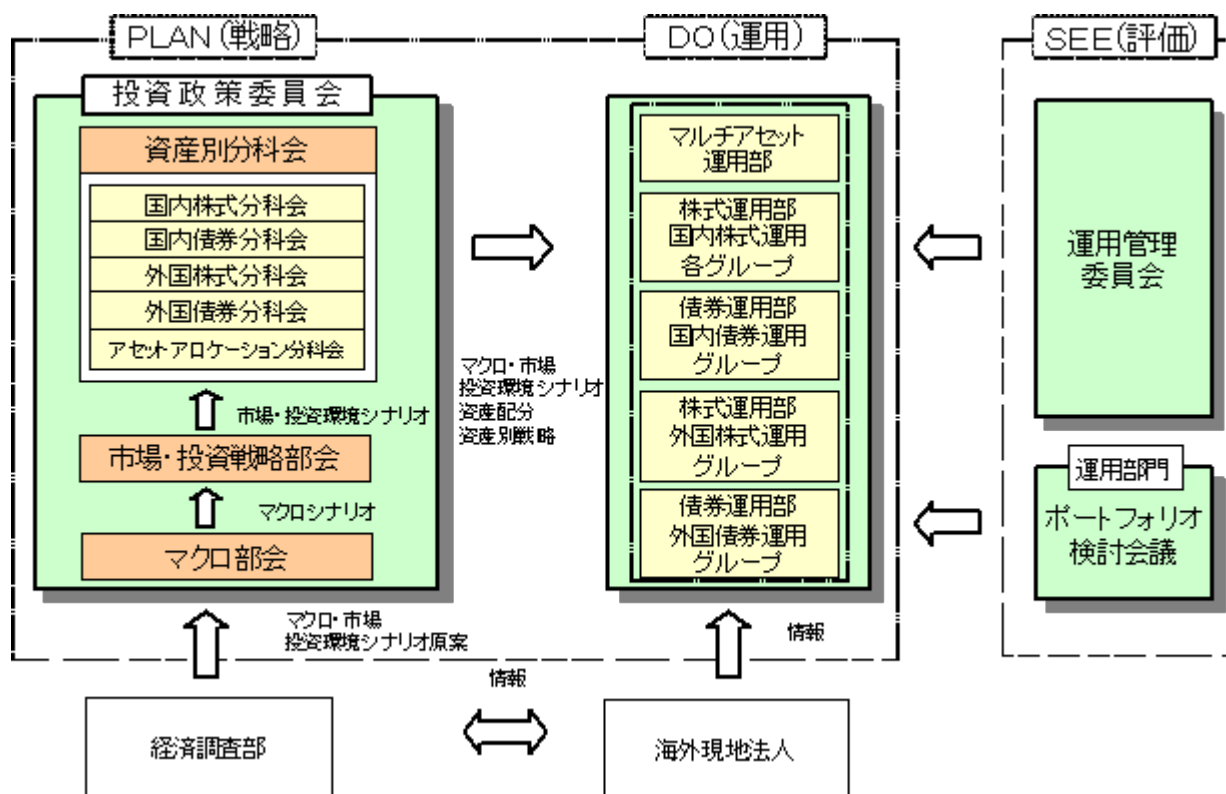 PLAN(戦略)
投資政策委員会
資産別分科会
国内株式分科会
国内債券分科会
外国株式分科会
外国債券分科会
アセットアロケーション分科会
市場・投資環境シナリオ
市場・投資戦略部会
マクロシナリオ
マクロ部会
マクロ・市場
投資環境シナリオ原案
経済調査部
マクロ・市場
投資環境シナリオ
資産配分
資産別戦略
情報
DO(運用)
マルチアセット
運用部
株式運用部
国内株式運用
各グループ
債券運用部
国内債券運用
グループ
株式運用部
外国株式運用
グループ
債券運用部
外国債券運用
グループ
情報
海外現地法人
SEE(評価)
運用管理
委員会
運用部門
ポートフォリオ
検討会議